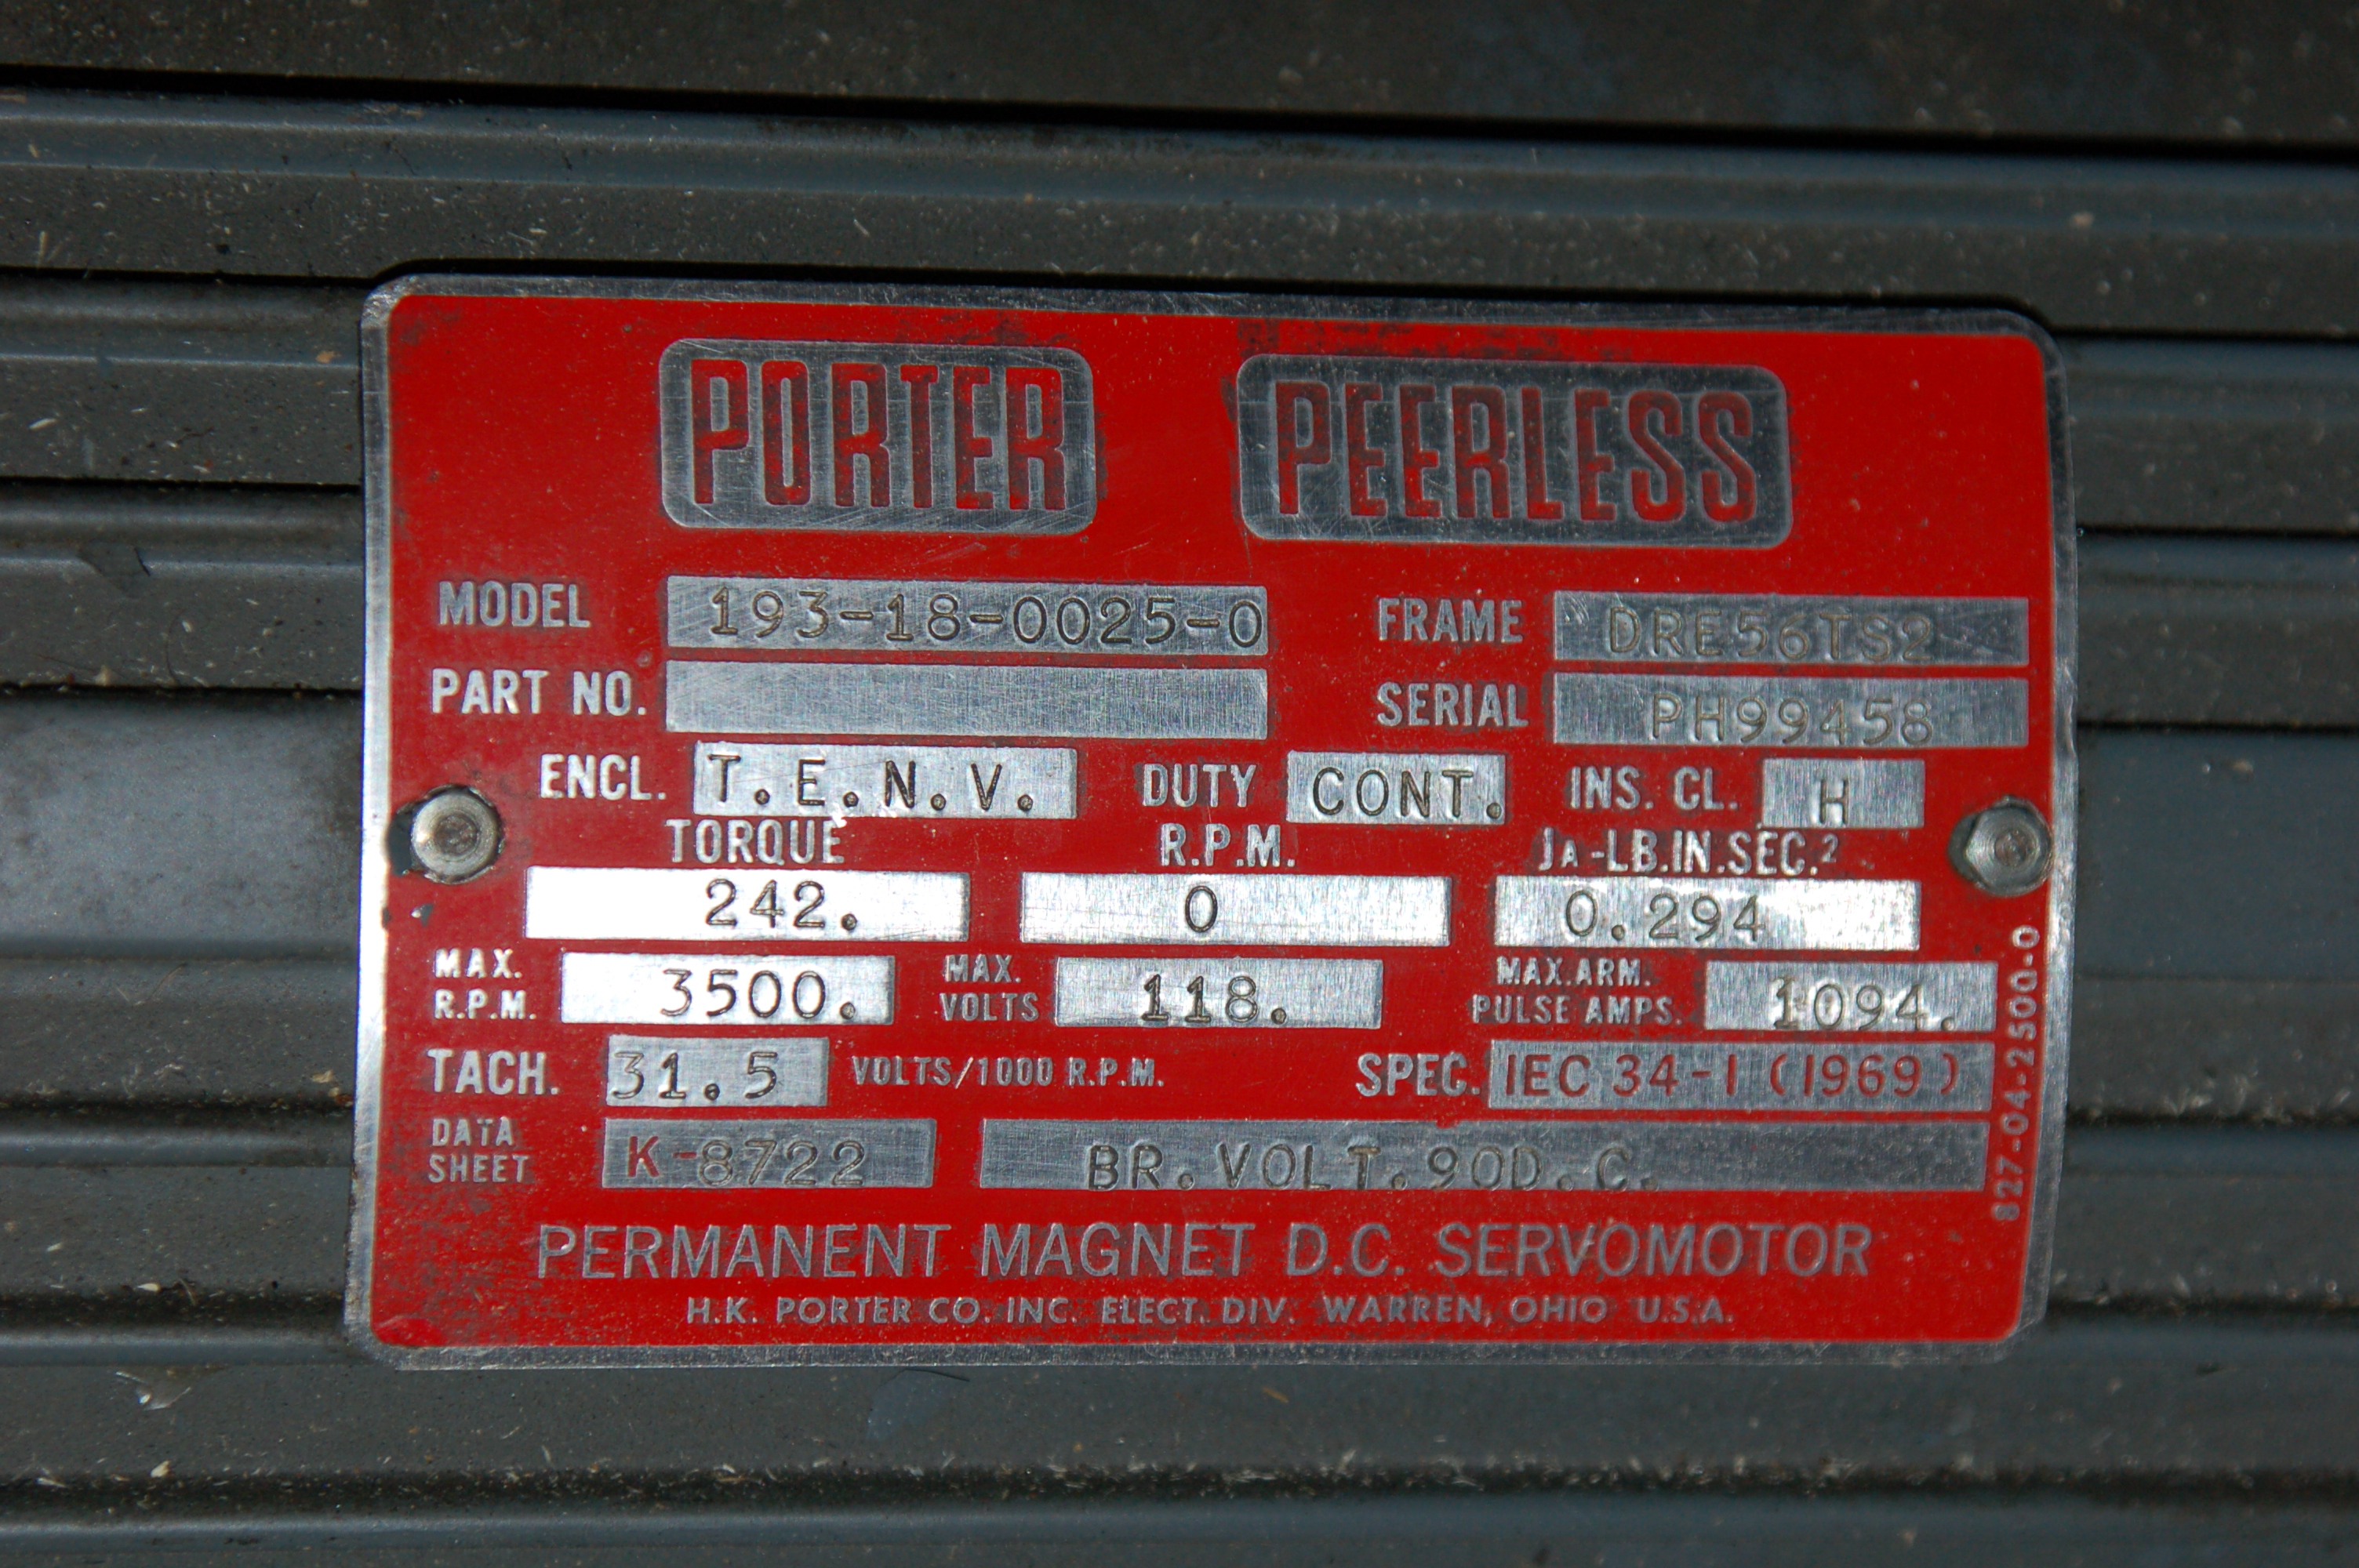 PORTER PEERLESS
MODEL 193-18-0025-0 FRAME DRE56TS2
PART NO. SERIAL PH99458
ENCL. T.E.N.V. DUTY CONT. INS. CL. H
TORQUE R.P.M. JA-LB.IN.SEC.²
242. 0 0.294
MAX. R.P.M. 3500. MAX. VOLTS 118. MAX. ARM. PULSE AMPS. 1094.
TACH. 31.5 VOLTS/1000 R.P.M. SPEC. IEC 34-1 (1969)
DATA SHEET K-8722 BR.VOLT.90D.C.
PERMANENT MAGNET D.C. SERVOMOTOR
H.K. PORTER CO. INC. ELECT. DIV. WARREN, OHIO U.S.A.
827-04-2500-0